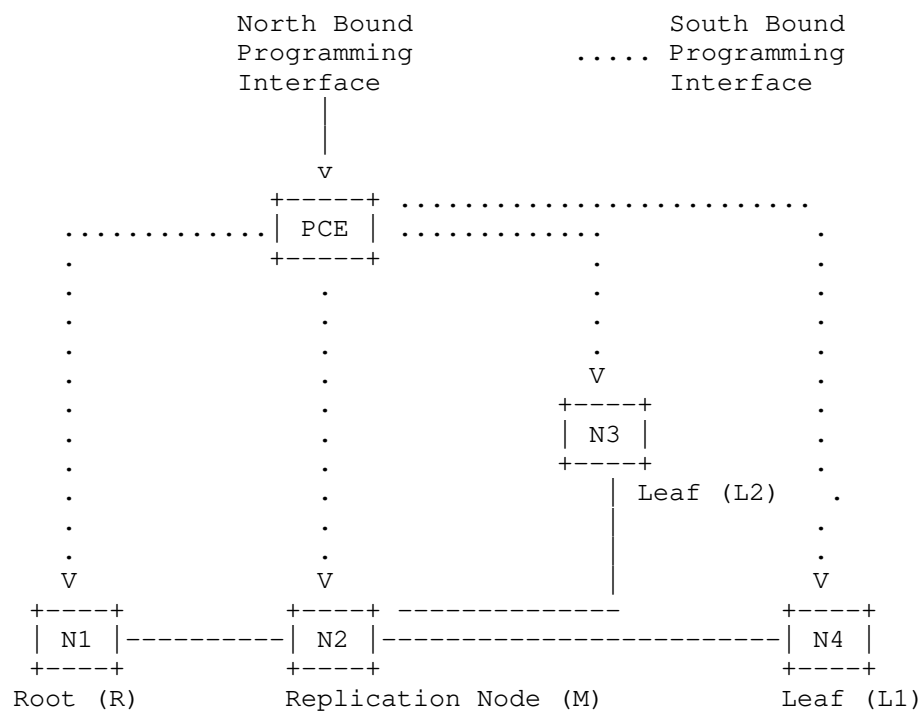 North Bound South Bound
Programming ..... Programming
Interface Interface
v
PCE
V
N3
Leaf (L2)
V V V
N1 N2 N4
Root (R) Replication Node (M) Leaf (L1)